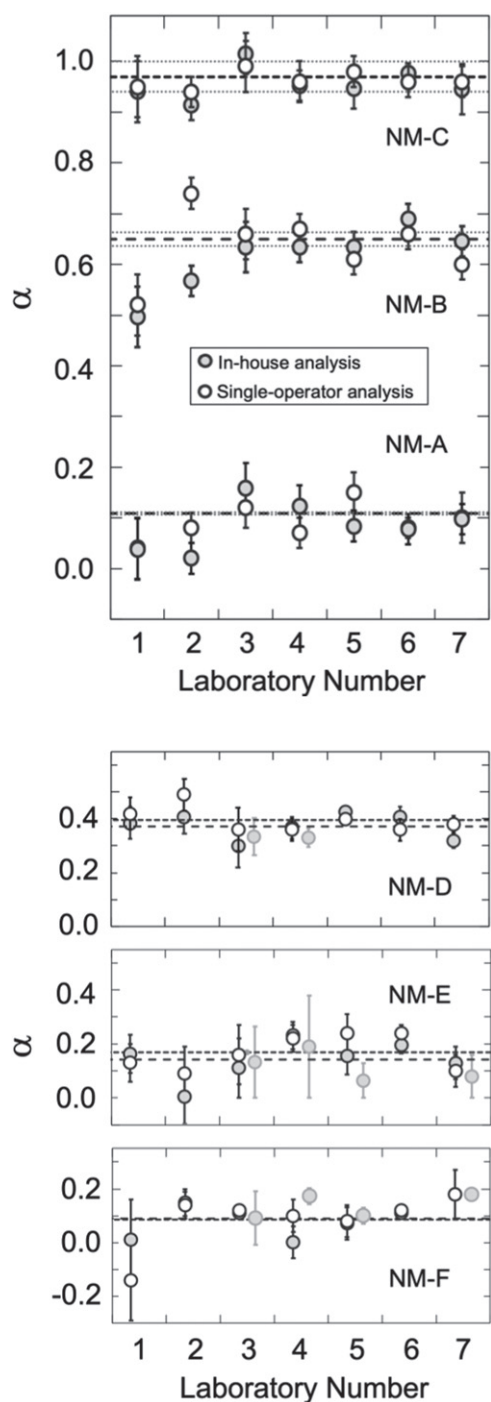 1.0
NM-C
0.8
NM-B
0.6
α
In-house analysis
0.4
Single-operator analysis
NM-A
0.2
0.0
1 2 3 4 5 6 7
Laboratory Number
0.4
0.2
NM-D
0.0
NM-E
0.4
α
0.2
0.0
0.2
0.0
NM-F
-0.2
1 2 3 4 5 6 7
Laboratory Number